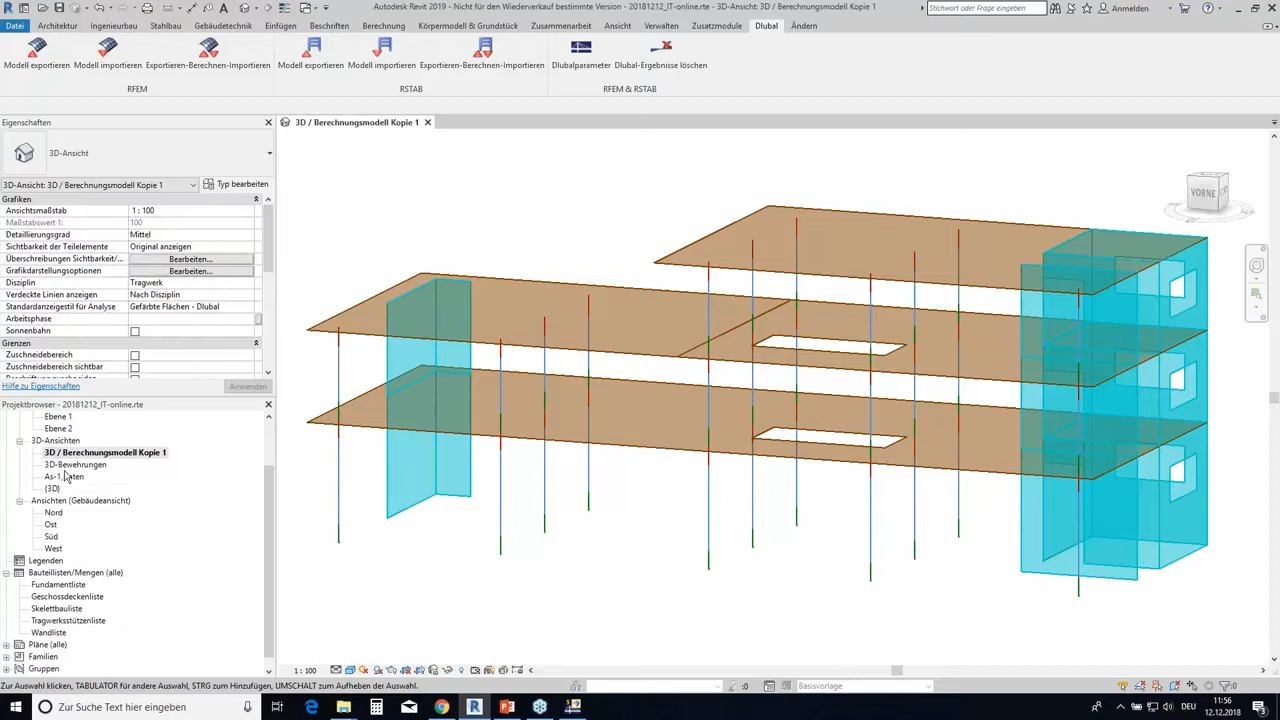 Autodesk Revit 2019 - Nicht für den Wiederverkauf bestimmte Version - 20181212_IT-online.rte - 3D-Ansicht: 3D / Berechnungsmodell Kopie 1
Stichwort oder Frage eingeben
Anmelden
Datei Architektur Ingenieurbau Stahlbau Gebäudetechnik Einfügen Beschriften Berechnung Körpermodell & Grundstück Zusammenarbeit Ansicht Verwalten Zusatzmodule Dlubal Ändern
Modell exportieren Modell importieren Exportieren-Berechnen-Importieren Modell exportieren Modell importieren Exportieren-Berechnen-Importieren Dlubalparameter Dlubal-Ergebnisse löschen
RFEM RSTAB RFEM & RSTAB
Eigenschaften
3D / Berechnungsmodell Kopie 1
3D-Ansicht
3D-Ansicht: 3D / Berechnungsmodell Kopie 1 Typ bearbeiten
Grafiken
Ansichtsmaßstab 1 : 100
Maßstabswert 1: 100
Detaillierungsgrad Mittel
Sichtbarkeit der Teilelemente Original anzeigen
Überschreibungen Sichtbarkeit/... Bearbeiten...
Grafikdarstellungsoptionen Bearbeiten...
Disziplin Tragwerk
Verdeckte Linien anzeigen Nach Disziplin
Standardanzeigestil für Analyse Gefärbte Flächen - Dlubal
Arbeitsphase
Sonnenbahn
Grenzen
Zuschneidebereich
Zuschneidebereich sichtbar
Hilfe zu Eigenschaften Anwenden
Projektbrowser - 20181212_IT-online.rte
Ebene 1
Ebene 2
3D-Ansichten
3D / Berechnungsmodell Kopie 1
3D-Bewehrungen
{3D}
Ansichten (Gebäudeansicht)
Nord
Ost
Süd
West
Legenden
Bauteillisten/Mengen (alle)
Fundamentliste
Geschossdeckenliste
Skelettbauliste
Tragwerksstützenliste
Wandliste
Pläne (alle)
Familien
Gruppen
VORNE
1 : 100
Zur Auswahl klicken, TABULATOR für andere Auswahl, STRG zum Hinzufügen, UMSCHALT zum Aufheben der Auswahl.
:0
Basisvorlage
:0
Zur Suche Text hier eingeben
DEU
11:56
12.12.2018